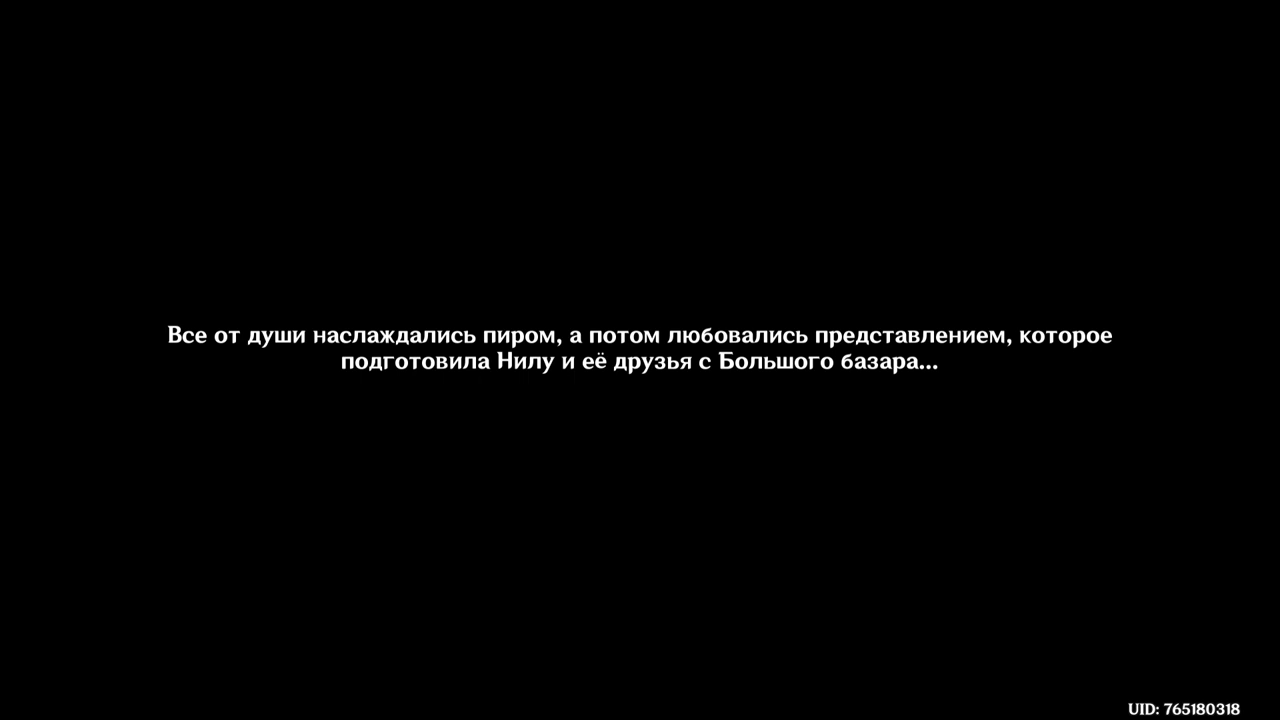 Все от души наслаждались пиром, а потом любовались представлением, которое
подготовила Нилу и её друзья с Большого базара...
UID: 765180318